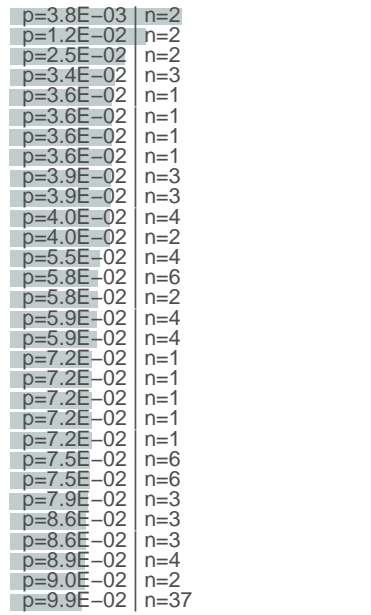 p=3.8E−03 | n=2
p=1.2E−02 | n=2
p=2.5E−02 | n=2
p=3.4E−02 | n=3
p=3.6E−02 | n=1
p=3.6E−02 | n=1
p=3.6E−02 | n=1
p=3.6E−02 | n=1
p=3.9E−02 | n=3
p=3.9E−02 | n=3
p=4.0E−02 | n=4
p=4.0E−02 | n=2
p=5.5E−02 | n=4
p=5.8E−02 | n=6
p=5.8E−02 | n=2
p=5.9E−02 | n=4
p=5.9E−02 | n=4
p=7.2E−02 | n=1
p=7.2E−02 | n=1
p=7.2E−02 | n=1
p=7.2E−02 | n=1
p=7.2E−02 | n=1
p=7.5E−02 | n=6
p=7.5E−02 | n=6
p=7.9E−02 | n=3
p=8.6E−02 | n=3
p=8.6E−02 | n=3
p=8.9E−02 | n=4
p=9.0E−02 | n=2
p=9.9E−02 | n=37